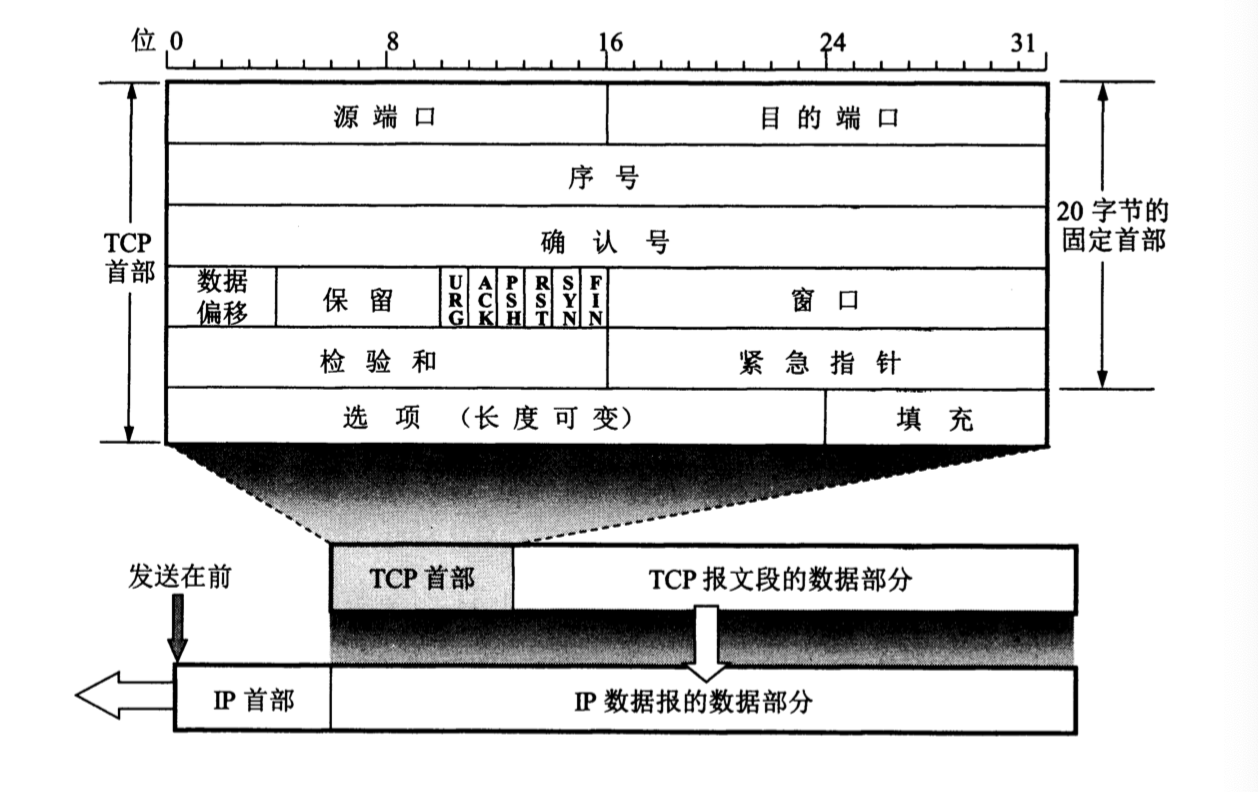 位 0 8 16 24 31
源端口 目的端口
序号
确认号
TCP
首部
20 字节的
固定首部
数据
偏移
保留
URG
ACK
PSH
RST
SYN
FIN
窗口
检验和 紧急指针
选项 (长度可变) 填充
发送在前
TCP 首部 TCP 报文段的数据部分
IP 首部 IP 数据报的数据部分